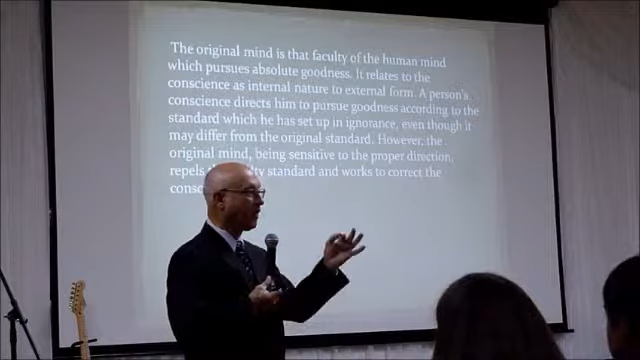 The original mind is that faculty of the human mind
which pursues absolute goodness. It relates to the
conscience as internal nature to external form. A person's
conscience directs him to pursue goodness according to the
standard which he has set up in ignorance, even though it
may differ from the original standard. However, the
original mind, being sensitive to the proper direction,
repels standard and works to correct the